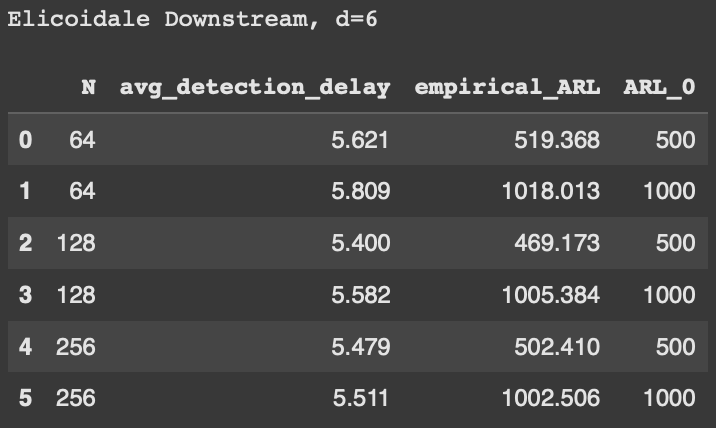 Elicoidale Downstream, d=6
N avg_detection_delay empirical_ARL ARL_0
0 64 5.621 519.368 500
1 64 5.809 1018.013 1000
2 128 5.400 469.173 500
3 128 5.582 1005.384 1000
4 256 5.479 502.410 500
5 256 5.511 1002.506 1000